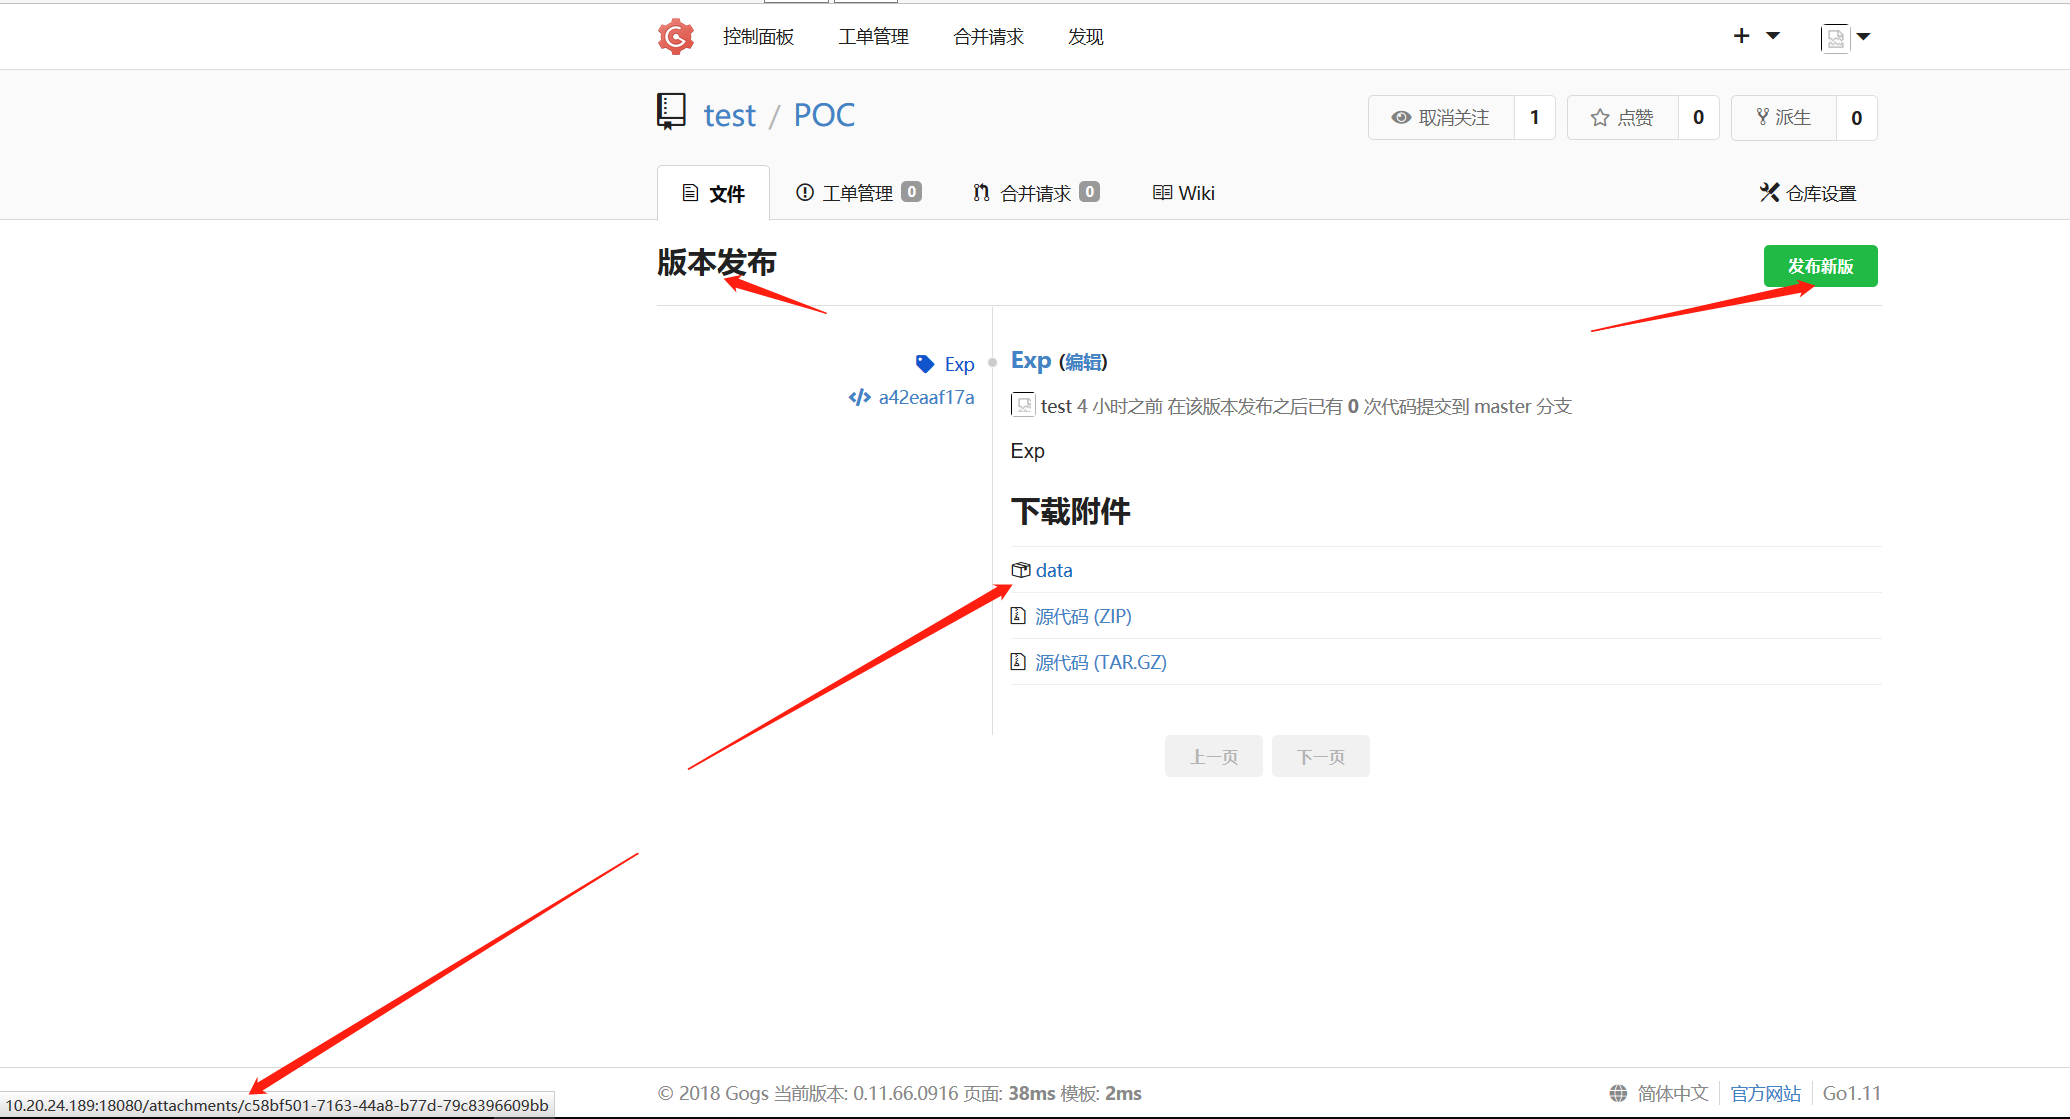 控制面板 工单管理 合并请求 发现
test / POC 取消关注 1 点赞 0 派生 0
文件 工单管理 0 合并请求 0 Wiki 仓库设置
版本发布 发布新版
Exp Exp (编辑)
a42eaaf17a test 4 小时之前 在该版本发布之后已有 0 次代码提交到 master 分支
Exp
下载附件
data
源代码 (ZIP)
源代码 (TAR.GZ)
上一页 下一页
© 2018 Gogs 当前版本: 0.11.66.0916 页面: 38ms 模板: 2ms 简体中文 官方网站 Go1.11
10.20.24.189:18080/attachments/c58bf501-7163-44a8-b77d-79c8396609bb